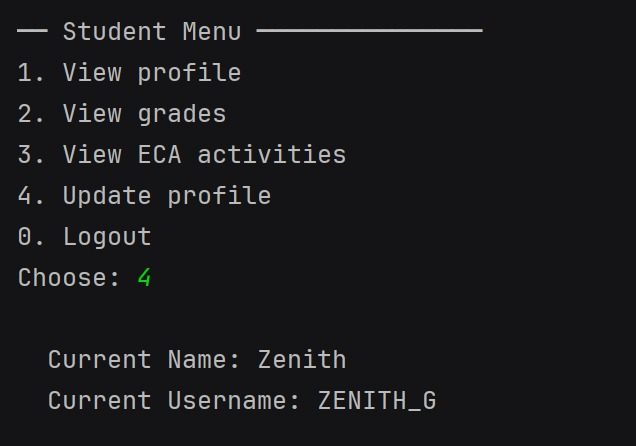 ── Student Menu ───────────────
1. View profile
2. View grades
3. View ECA activities
4. Update profile
0. Logout
Choose: 4
Current Name: Zenith
Current Username: ZENITH_G